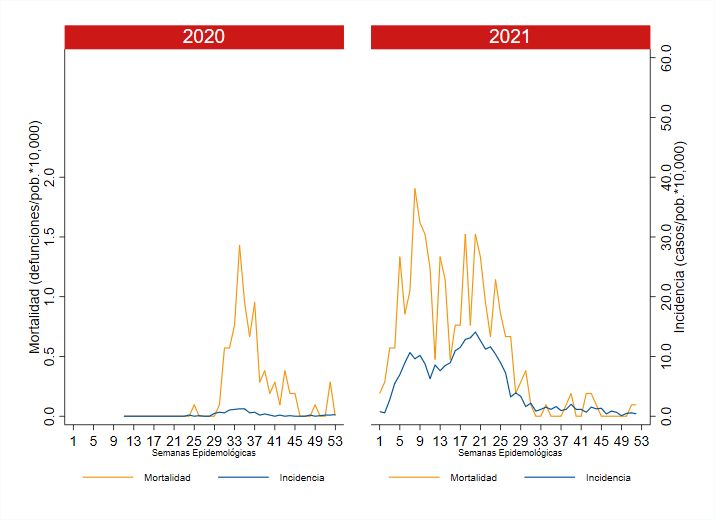 2020
2021
Mortalidad (defunciones/pob.*10,000)
0.0 0.5 1.0 1.5 2.0
1 5 9 13 17 21 25 29 33 37 41 45 49 53
Semanas Epidemológicas
Mortalidad Incidencia
1 5 9 13 17 21 25 29 33 37 41 45 49 53
Semanas Epidemológicas
Mortalidad Incidencia
0.0 10.0 20.0 30.0 40.0 50.0 60.0
Incidencia (casos/pob.*10,000)